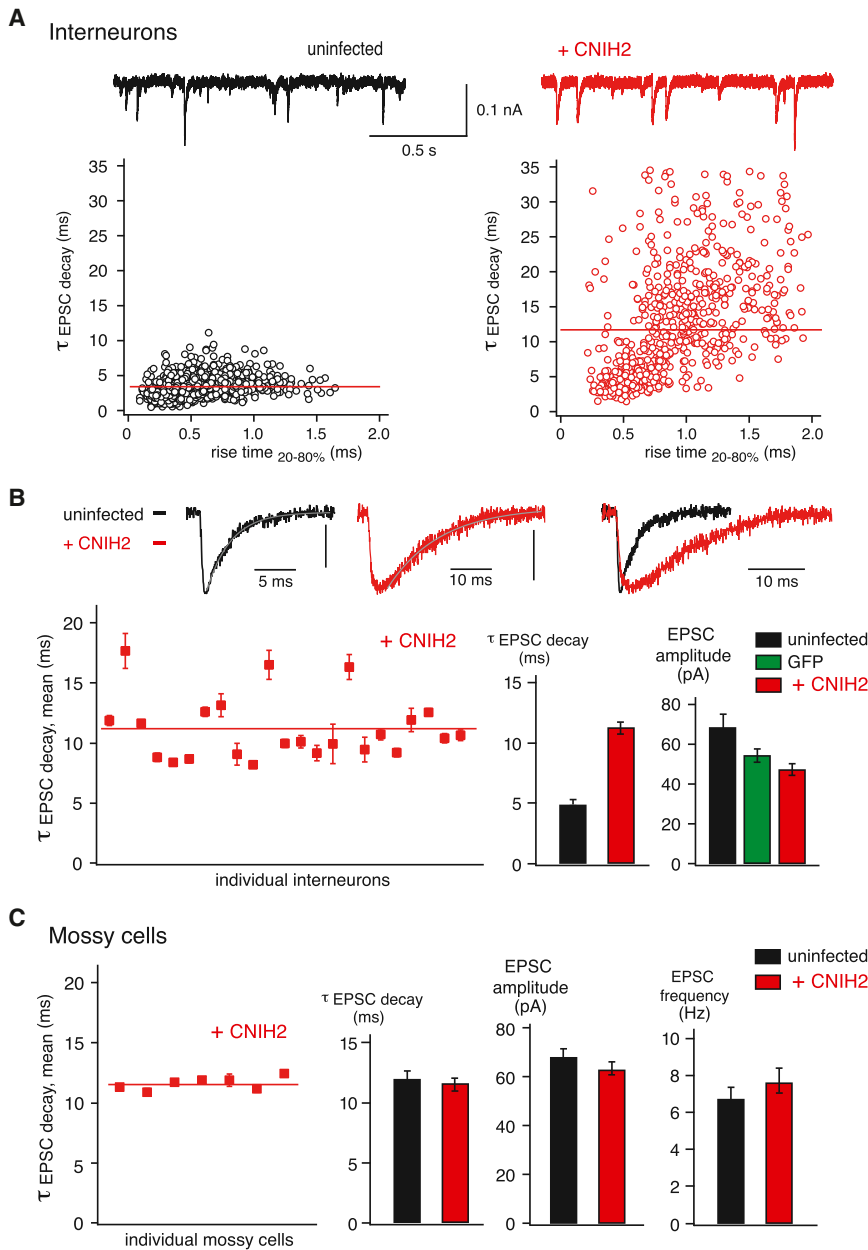 A
Interneurons
uninfected
+ CNIH2
0.1 nA
0.5 s
τ EPSC decay (ms)
35
30
25
20
15
10
5
0
0 0.5 1.0 1.5 2.0
rise time 20-80% (ms)
τ EPSC decay (ms)
35
30
25
20
15
10
5
0
0 0.5 1.0 1.5 2.0
rise time 20-80% (ms)
B
uninfected
+ CNIH2
5 ms
10 ms
10 ms
τ EPSC decay, mean (ms)
20
15
10
5
0
+ CNIH2
individual interneurons
τ EPSC decay
(ms)
15
10
5
0
EPSC
amplitude
(pA)
80
60
40
20
0
uninfected
GFP
+ CNIH2
C
Mossy cells
τ EPSC decay, mean (ms)
20
15
10
5
0
+ CNIH2
individual mossy cells
τ EPSC decay
(ms)
15
10
5
0
EPSC
amplitude
(pA)
80
60
40
20
0
EPSC
frequency
(Hz)
10
8
6
4
2
0
uninfected
+ CNIH2